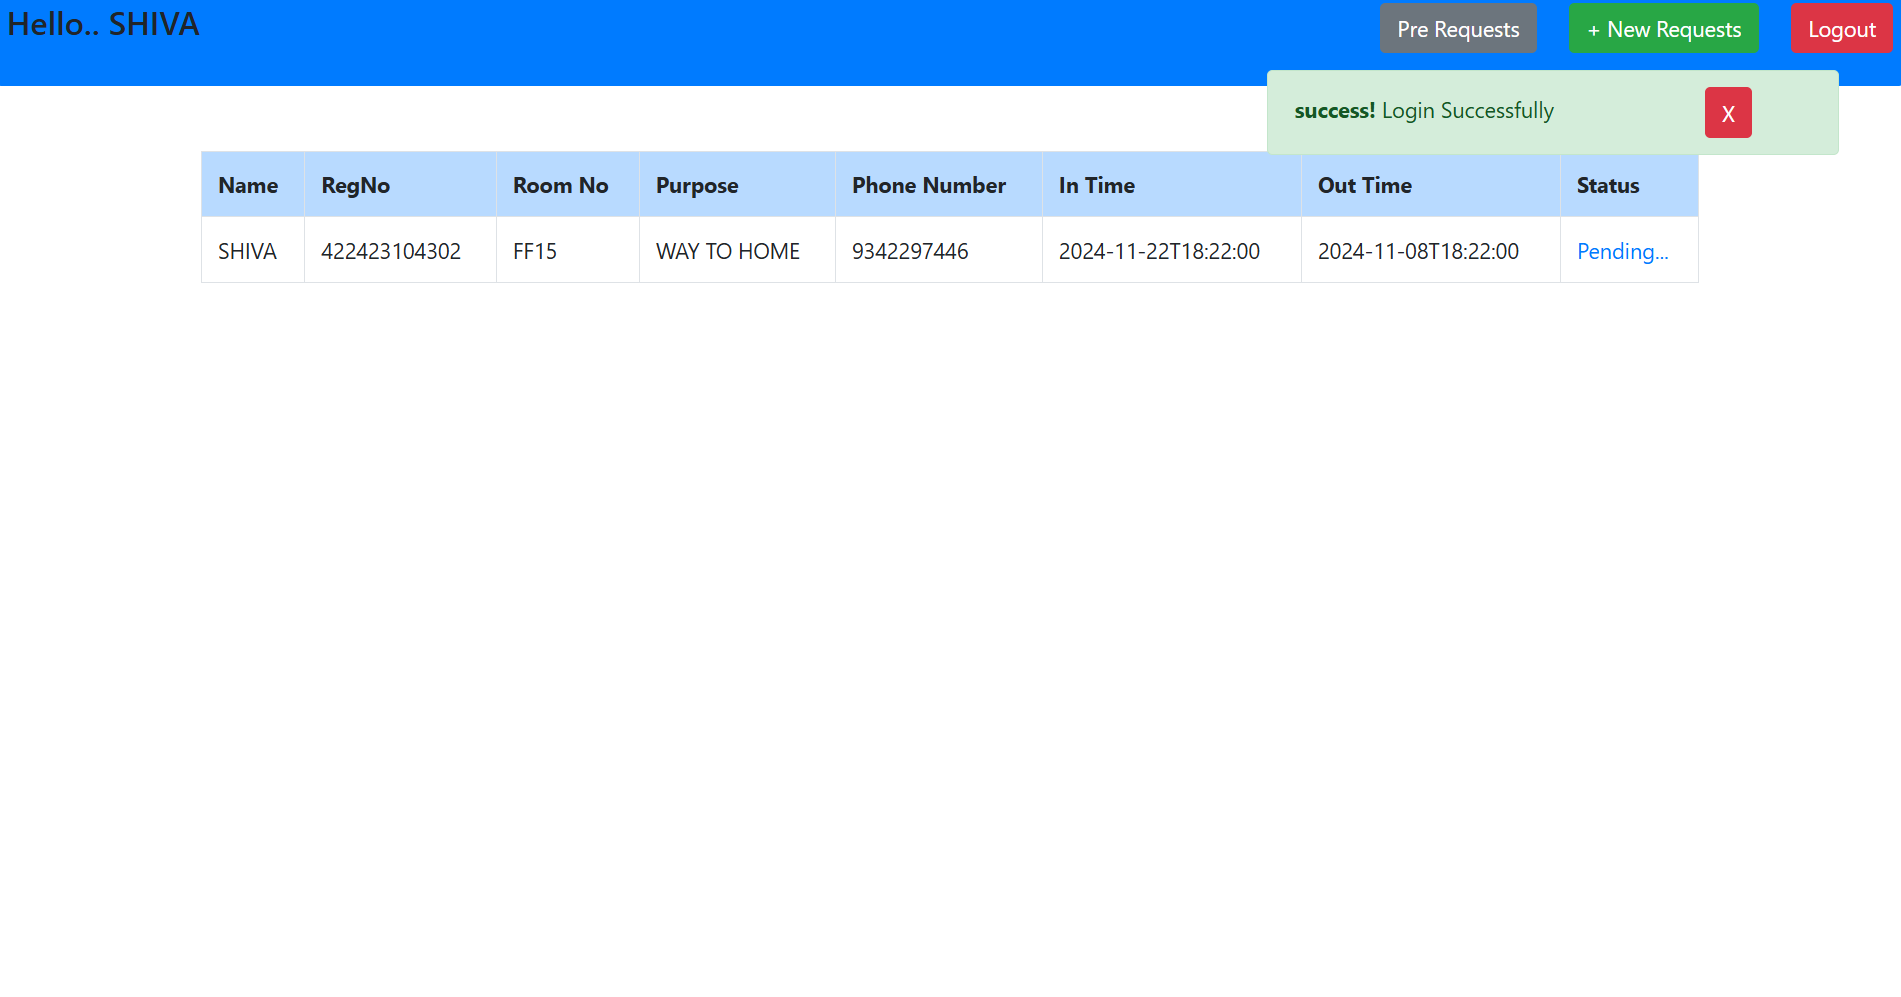 Hello.. SHIVA
Pre Requests
+ New Requests
Logout
success! Login Successfully
X
Name RegNo Room No Purpose Phone Number In Time Out Time Status
SHIVA 422423104302 FF15 WAY TO HOME 9342297446 2024-11-22T18:22:00 2024-11-08T18:22:00 Pending...